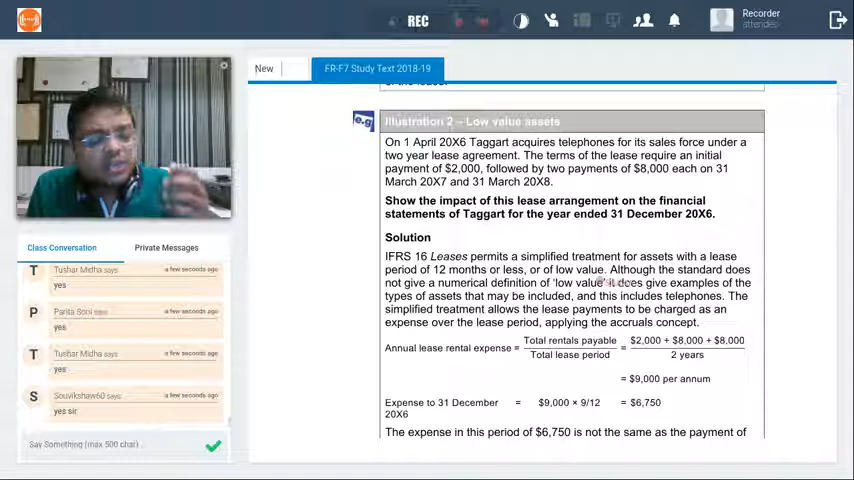 REC
Recorder
attendee
New
FR-F7 Study Text 2018-19
e.g
Illustration 2 – Low value assets
On 1 April 20X6 Taggart acquires telephones for its sales force under a
two year lease agreement. The terms of the lease require an initial
payment of $2,000, followed by two payments of $8,000 each on 31
March 20X7 and 31 March 20X8.
Show the impact of this lease arrangement on the financial
statements of Taggart for the year ended 31 December 20X6.
Solution
IFRS 16 Leases permits a simplified treatment for assets with a lease
period of 12 months or less, or of low value. Although the standard does
not give a numerical definition of 'low value' does give examples of the
types of assets that may be included, and this includes telephones. The
simplified treatment allows the lease payments to be charged as an
expense over the lease period, applying the accruals concept.
Annual lease rental expense = Total rentals payable = $2,000 + $8,000 + $8,000
Total lease period 2 years
= $9,000 per annum
Expense to 31 December = $9,000 × 9/12 = $6,750
20X6
The expense in this period of $6,750 is not the same as the payment of
Class Conversation
Private Messages
T Tushar Midha says a few seconds ago
yes
P says a few seconds ago
yes
T Tushar Midha says a few seconds ago
yes
S Souvikshaw60 says a few seconds ago
yes sir
Say Something (max 500 char)